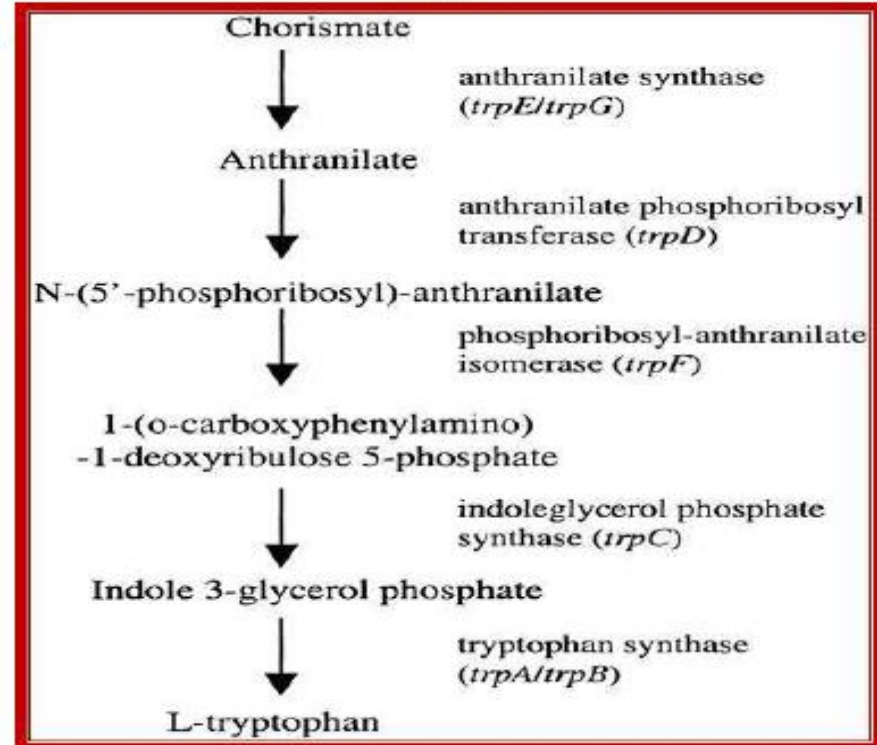 Chorismate
anthranilate synthase
(trpE/trpG)
Anthranilate
anthranilate phosphoribosyl
transferase (trpD)
N-(5’-phosphoribosyl)-anthranilate
phosphoribosyl-anthranilate
isomerase (trpF)
1-(o-carboxyphenylamino)
-1-deoxyribulose 5-phosphate
indoleglycerol phosphate
synthase (trpC)
Indole 3-glycerol phosphate
tryptophan synthase
(trpA/trpB)
L-tryptophan